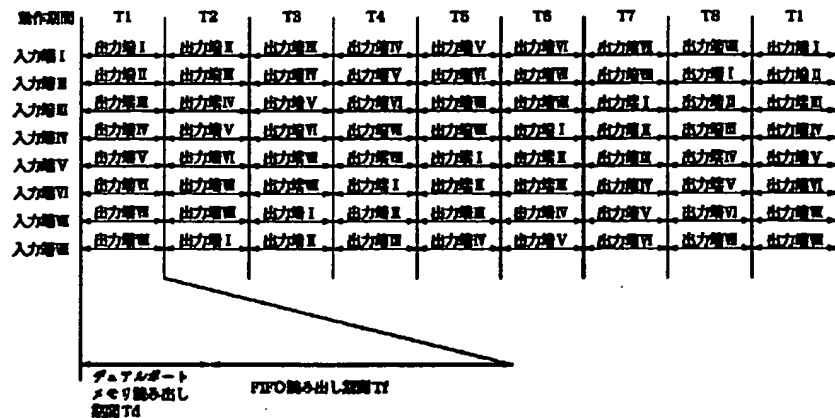 動作期間 T1 T2 T3 T4 T5 T6 T7 T8 T1
入力端I 出力端I 出力端II 出力端III 出力端IV 出力端V 出力端VI 出力端VII 出力端VIII 出力端I
入力端II 出力端II 出力端III 出力端IV 出力端V 出力端VI 出力端VII 出力端VIII 出力端I 出力端II
入力端III 出力端III 出力端IV 出力端V 出力端VI 出力端VII 出力端VIII 出力端I 出力端II 出力端III
入力端IV 出力端IV 出力端V 出力端VI 出力端VII 出力端VIII 出力端I 出力端II 出力端III 出力端IV
入力端V 出力端V 出力端VI 出力端VII 出力端VIII 出力端I 出力端II 出力端III 出力端IV 出力端V
入力端VI 出力端VI 出力端VII 出力端VIII 出力端I 出力端II 出力端III 出力端IV 出力端V 出力端VI
入力端VII 出力端VII 出力端VIII 出力端I 出力端II 出力端III 出力端IV 出力端V 出力端VI 出力端VII
入力端VIII 出力端VIII 出力端I 出力端II 出力端III 出力端IV 出力端V 出力端VI 出力端VII 出力端VIII
デュアルポート
メモリ読み出し
期間Td
FIFO読み出し期間Tf